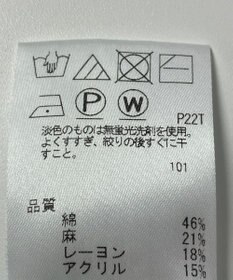 P W
P22T
淡色のものは無蛍光洗剤を使用。
よくすすぎ、絞りの後すぐに干
すこと。
101
品質
綿 46%
麻 21%
レーヨン 18%
アクリル 15%